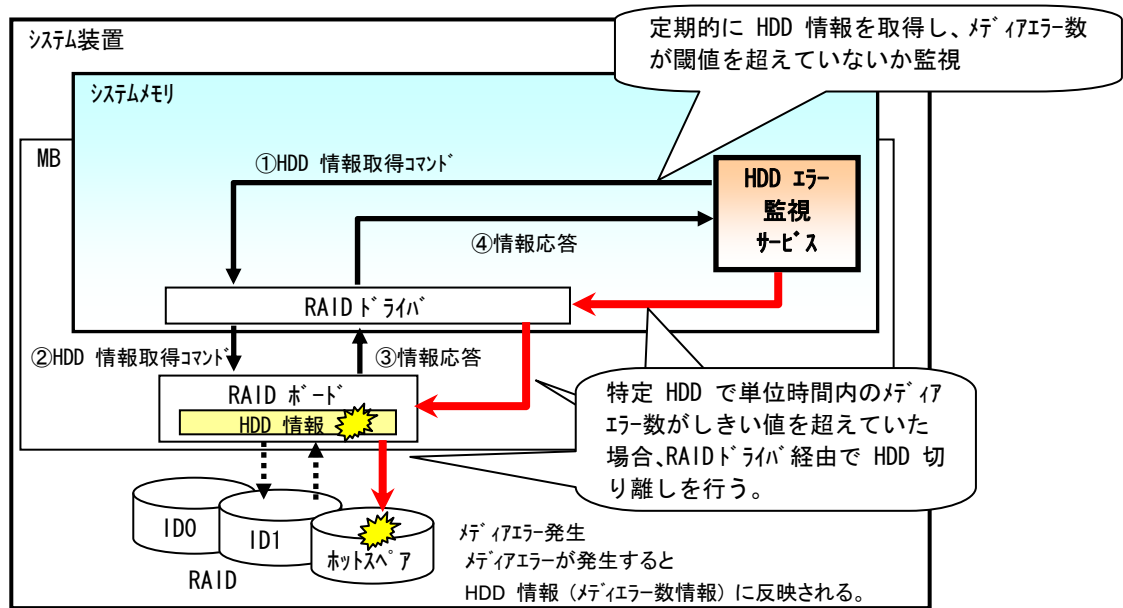 システム装置
定期的に HDD 情報を取得し、ﾒﾃﾞｨｱｴﾗｰ数
が閾値を超えていないか監視
ｼｽﾃﾑﾒﾓﾘ
MB
①HDD 情報取得ｺﾏﾝﾄﾞ
HDD ｴﾗｰ
監視
ｻｰﾋﾞｽ
④情報応答
RAID ﾄﾞﾗｲﾊﾞ
②HDD 情報取得ｺﾏﾝﾄﾞ
③情報応答
RAID ﾎﾞｰﾄﾞ
HDD 情報
特定 HDD で単位時間内のﾒﾃﾞｨｱ
ｴﾗｰ数がしきい値を超えていた
場合、RAIDﾄﾞﾗｲﾊﾞ経由で HDD 切
り離しを行う。
ID0
ID1
ﾎｯﾄｽﾍﾟｱ
RAID
ﾒﾃﾞｨｱｴﾗｰ発生
ﾒﾃﾞｨｱｴﾗｰが発生すると
HDD 情報（ﾒﾃﾞｨｴﾗｰ数情報）に反映される。